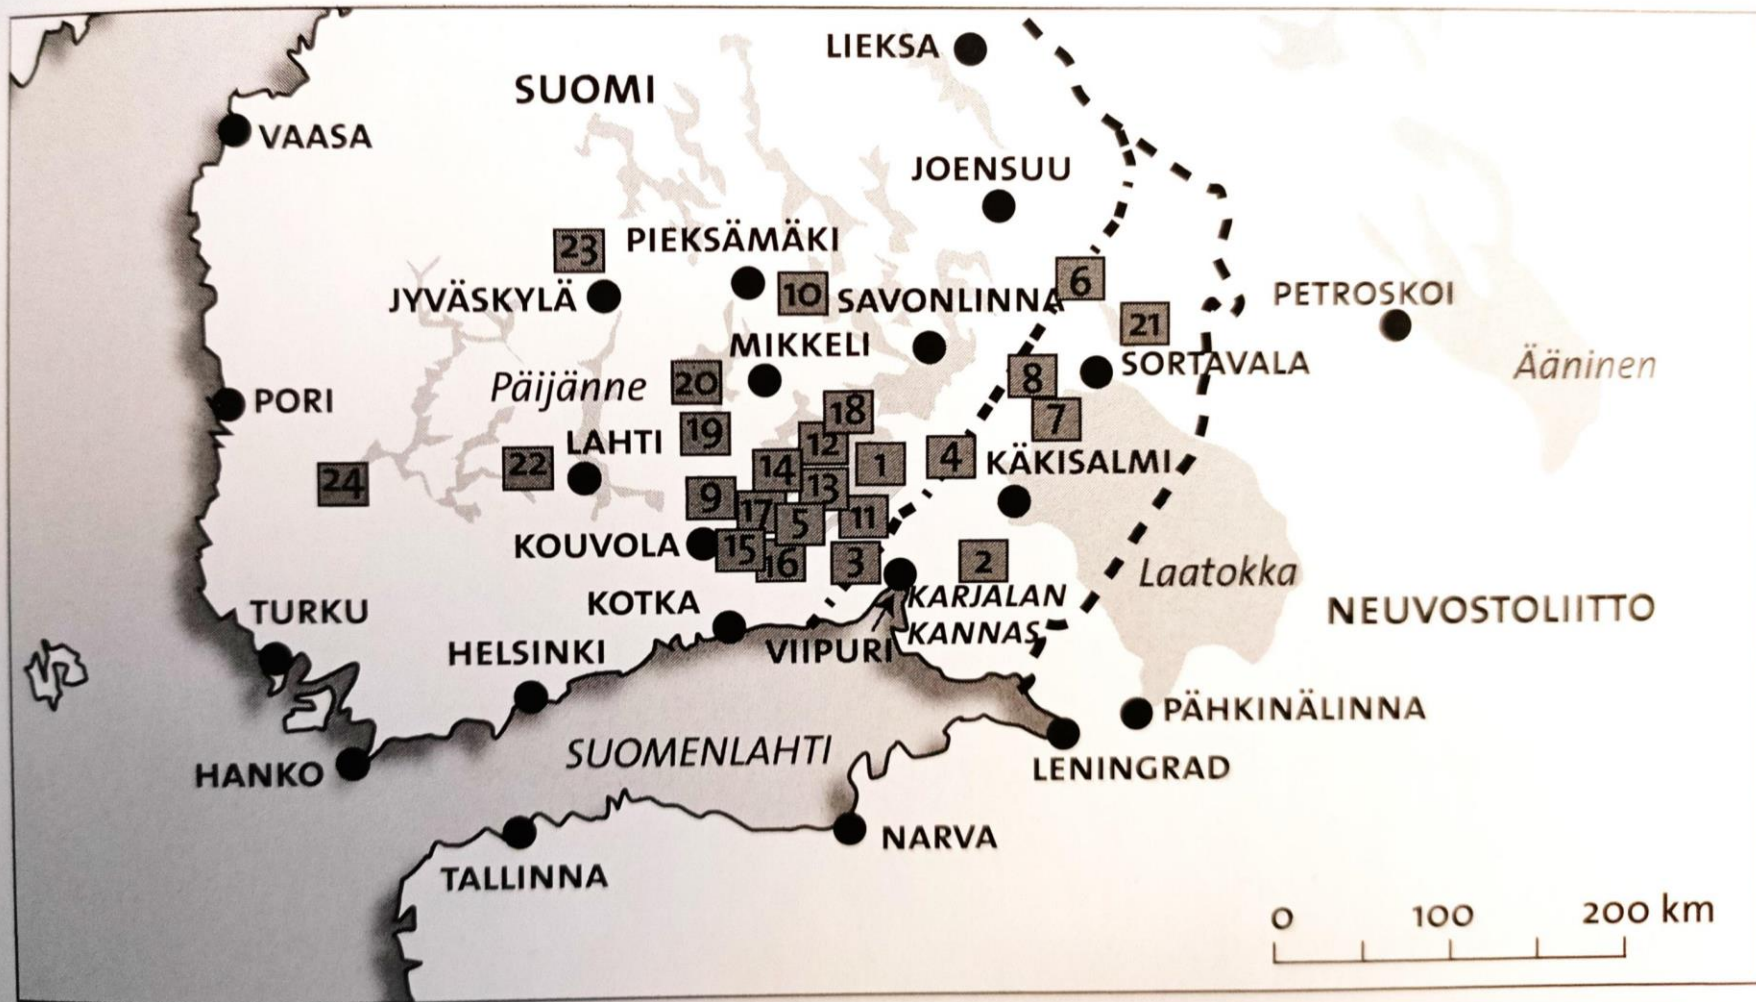 LIEKSA
SUOMI
VAASA
JOENSUU
23
PIEKSÄMÄKI
6
JYVÄSKYLÄ
10
SAVONLINNA
PETROSKOI
21
MIKKELI
SORTAVALA
Ääninen
20
Päijänne
8
PORI
18
7
19
LAHTI
12
1
4
KÄKISALMI
22
14
24
13
9
17
5
11
KOUVOLA
15
16
3
2
Laatokka
KOTKA
KARJALAN
KANNAS
NEUVOSTOLIITTO
TURKU
HELSINKI
VIIPURI
PÄHKINÄLINNA
SUOMENLAHTI
HANKO
LENINGRAD
NARVA
TALLINNA
0 100 200 km